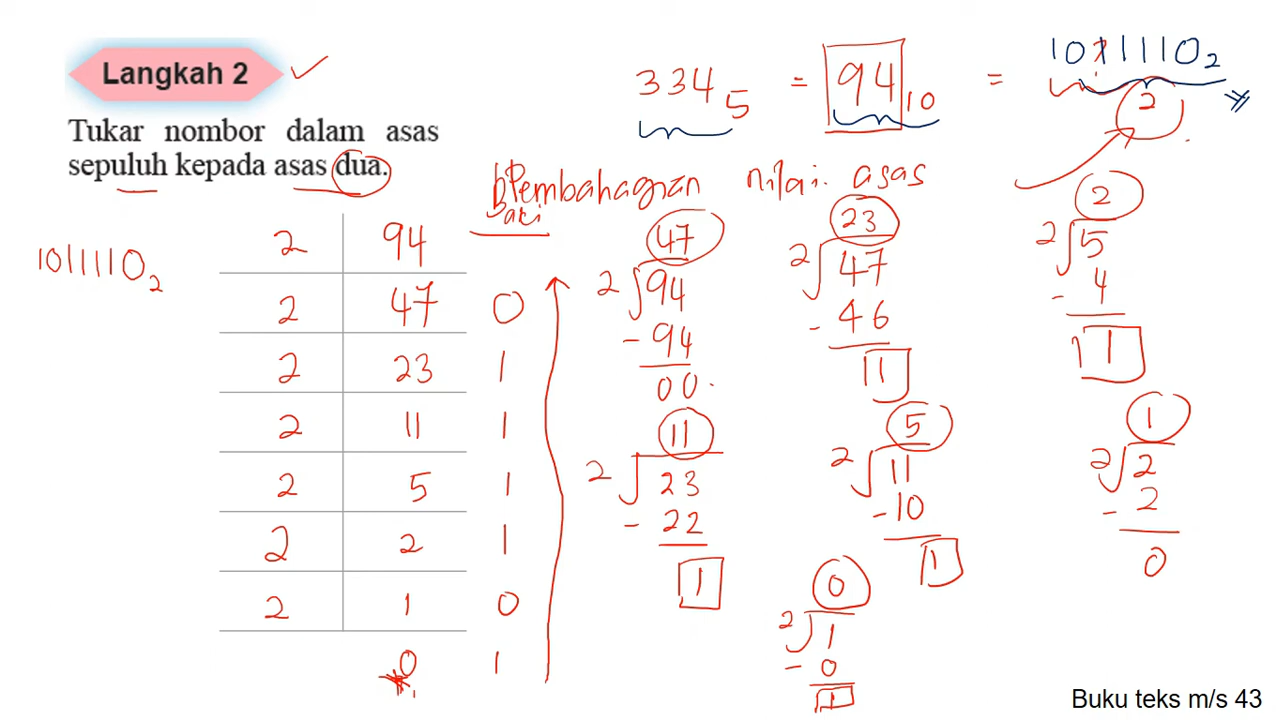 Langkah 2
334₅ = 94₁₀ = 1011110₂
2
Tukar nombor dalam asas
sepuluh kepada asas dua.
Pembahagian nilai asas
Baki
1011110₂
2 94
2 47 0
2 23 1
2 11 1
2 5 1
2 2 1
2 1 0
0 1
47
2 94
- 94
00
23
2 47
- 46
1
2
2 5
- 4
1
11
2 23
- 22
1
5
2 11
- 10
1
1
2 2
- 2
0
0
2 1
- 0
1
Buku teks m/s 43